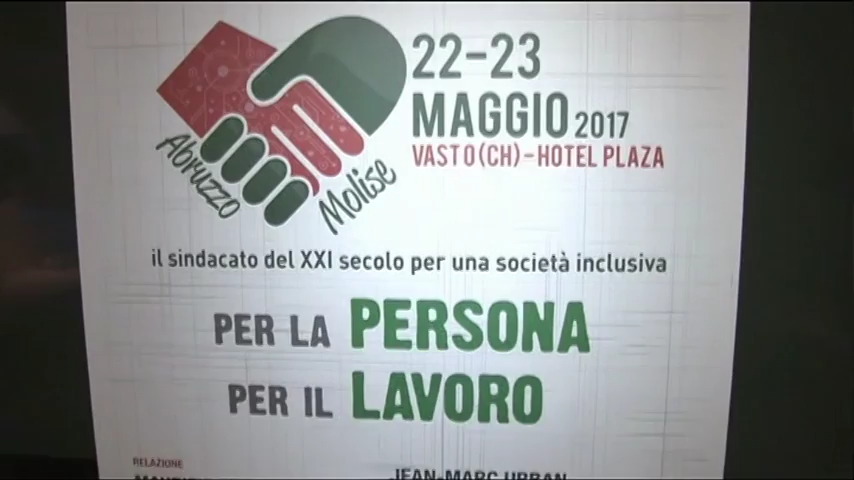 22-23
MAGGIO 2017
VASTO(CH)-HOTEL PLAZA
Abruzzo
Molise
il sindacato del XXI secolo per una società inclusiva
PER LA PERSONA
PER IL LAVORO
RELAZIONE
JEAN-MARC URBAN